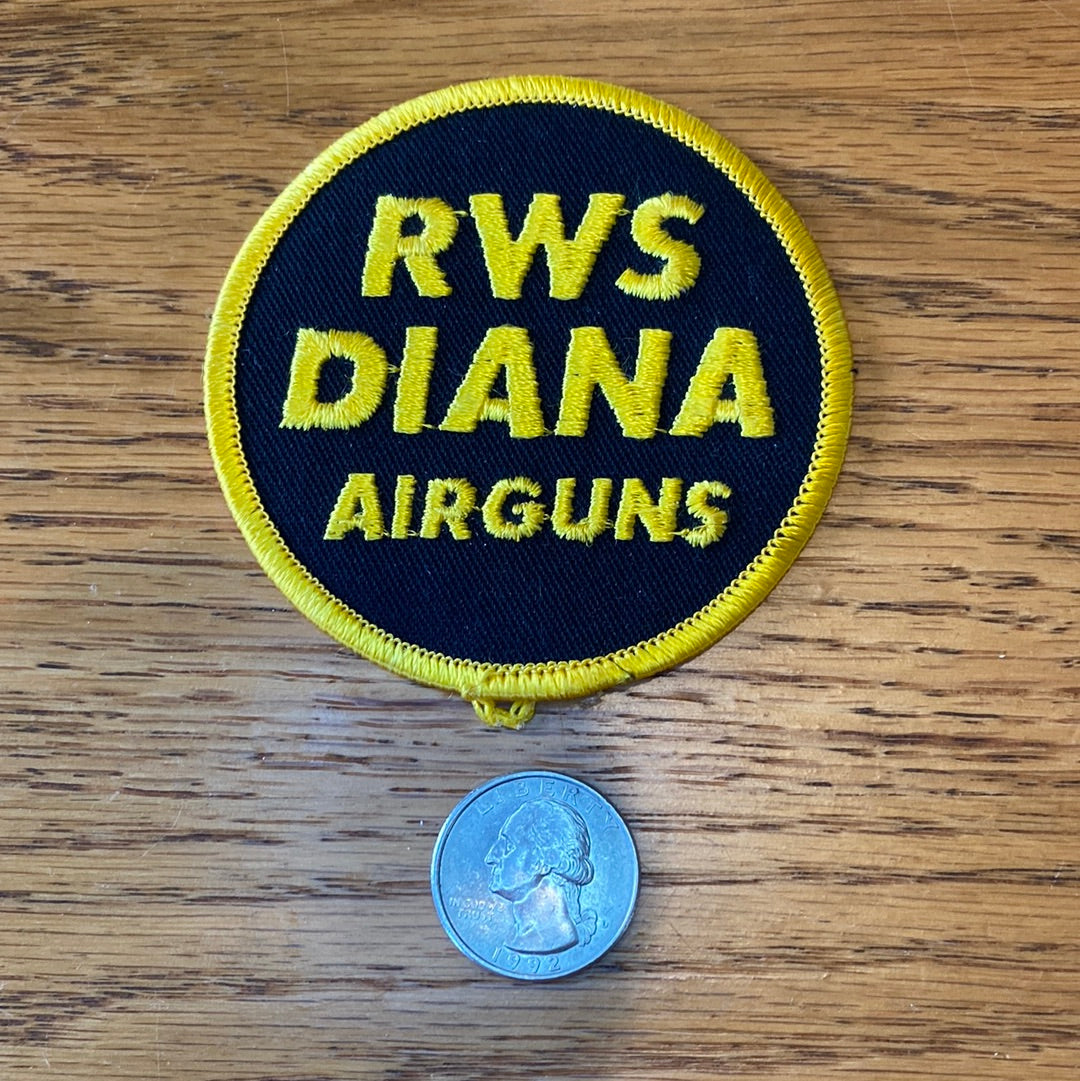 RWS
DIANA
AIRGUNS
LIBERTY
IN GOD WE
TRUST
1992